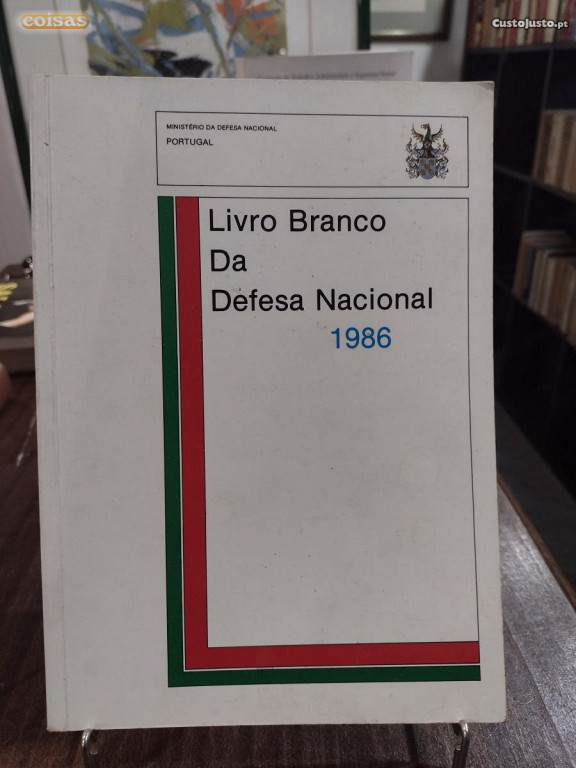 coisas
CustoJusto.pt
MINISTÉRIO DA DEFESA NACIONAL
PORTUGAL
Livro Branco
Da
Defesa Nacional
1986